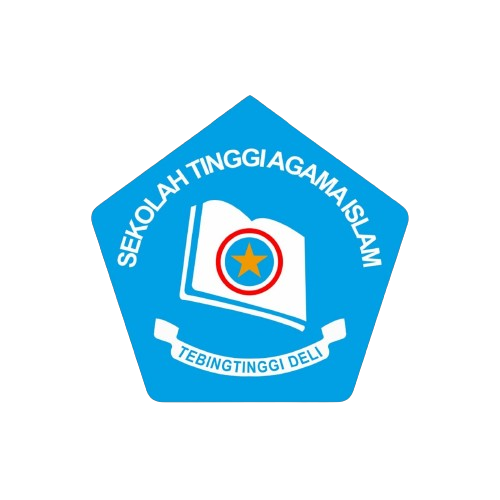 SEKOLAH TINGGI AGAMA ISLAM
TEBINGTINGGI DELI